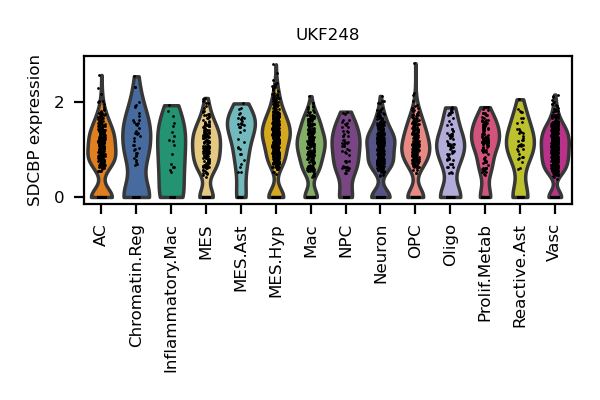 UKF248
SDCBP expression
2
0
AC
Chromatin.Reg
Inflammatory.Mac
MES
MES.Ast
MES.Hyp
Mac
NPC
Neuron
OPC
Oligo
Prolif.Metab
Reactive.Ast
Vasc